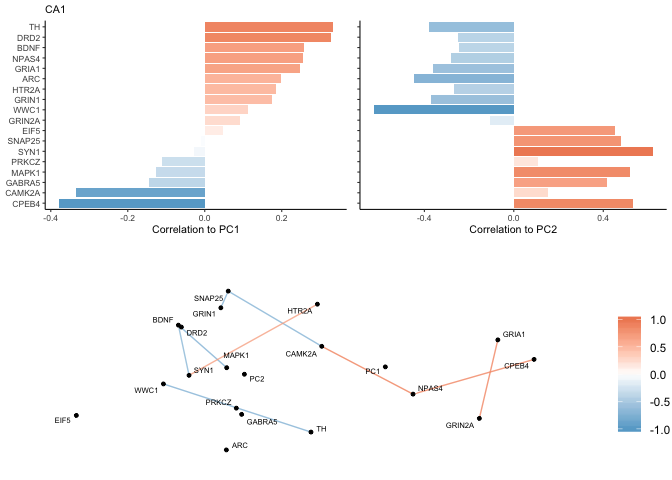 CA1
TH
DRD2
BDNF
NPAS4
GRIA1
ARC
HTR2A
GRIN1
WWC1
GRIN2A
EIF5
SNAP25
SYN1
PRKCZ
MAPK1
GABRA5
CAMK2A
CPEB4
-0.4 -0.2 0.0 0.2
Correlation to PC1
-0.4 0.0 0.4
Correlation to PC2
SNAP25
HTR2A
GRIN1
BDNF
DRD2
GRIA1
MAPK1
CAMK2A
CPEB4
SYN1
PC1
PC2
WWC1
NPAS4
PRKCZ
EIF5
GABRA5
TH
GRIN2A
ARC
1.0
0.5
0.0
-0.5
-1.0